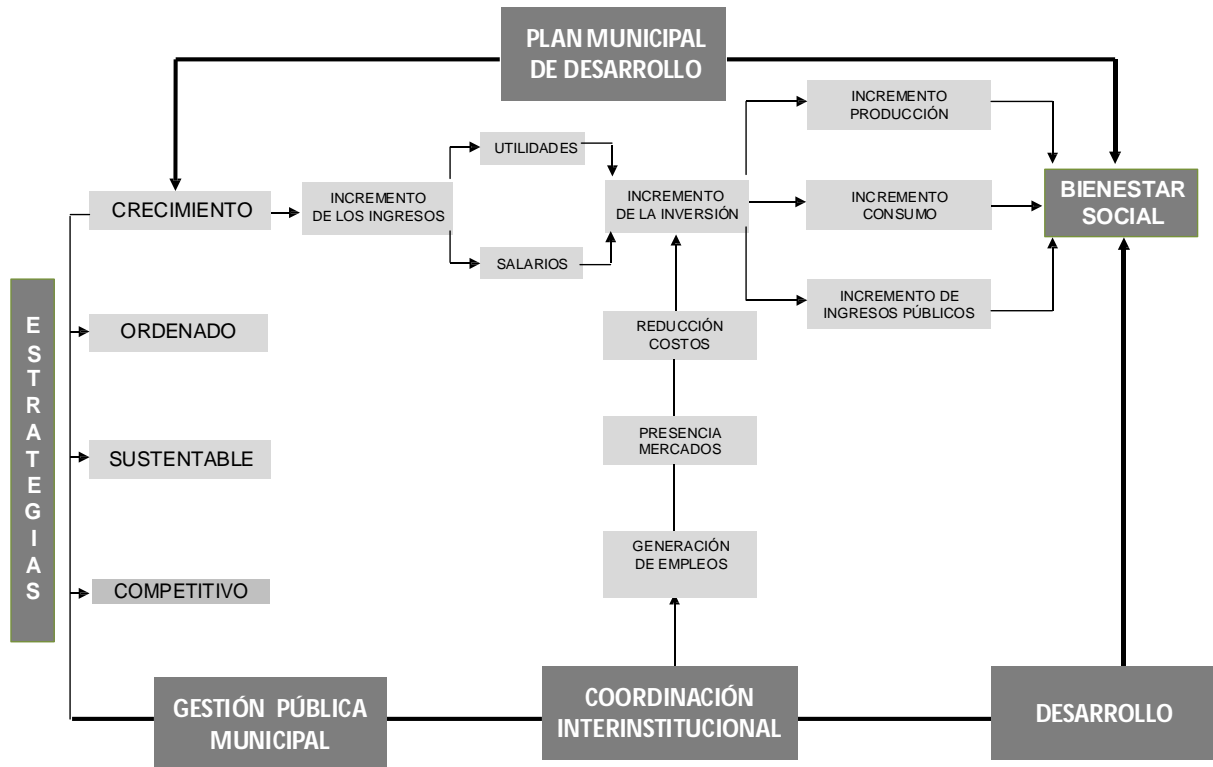 PLAN MUNICIPAL
DE DESARROLLO
INCREMENTO
PRODUCCIÓN
UTILIDADES
CRECIMIENTO
INCREMENTO
DE LOS INGRESOS
INCREMENTO
DE LA INVERSIÓN
INCREMENTO
CONSUMO
BIENESTAR
SOCIAL
SALARIOS
INCREMENTO DE
INGRESOS PÚBLICOS
ESTRATEGIAS
ORDENADO
REDUCCIÓN
COSTOS
SUSTENTABLE
PRESENCIA
MERCADOS
GENERACIÓN
DE EMPLEOS
COMPETITIVO
GESTIÓN PÚBLICA
MUNICIPAL
COORDINACIÓN
INTERINSTITUCIONAL
DESARROLLO